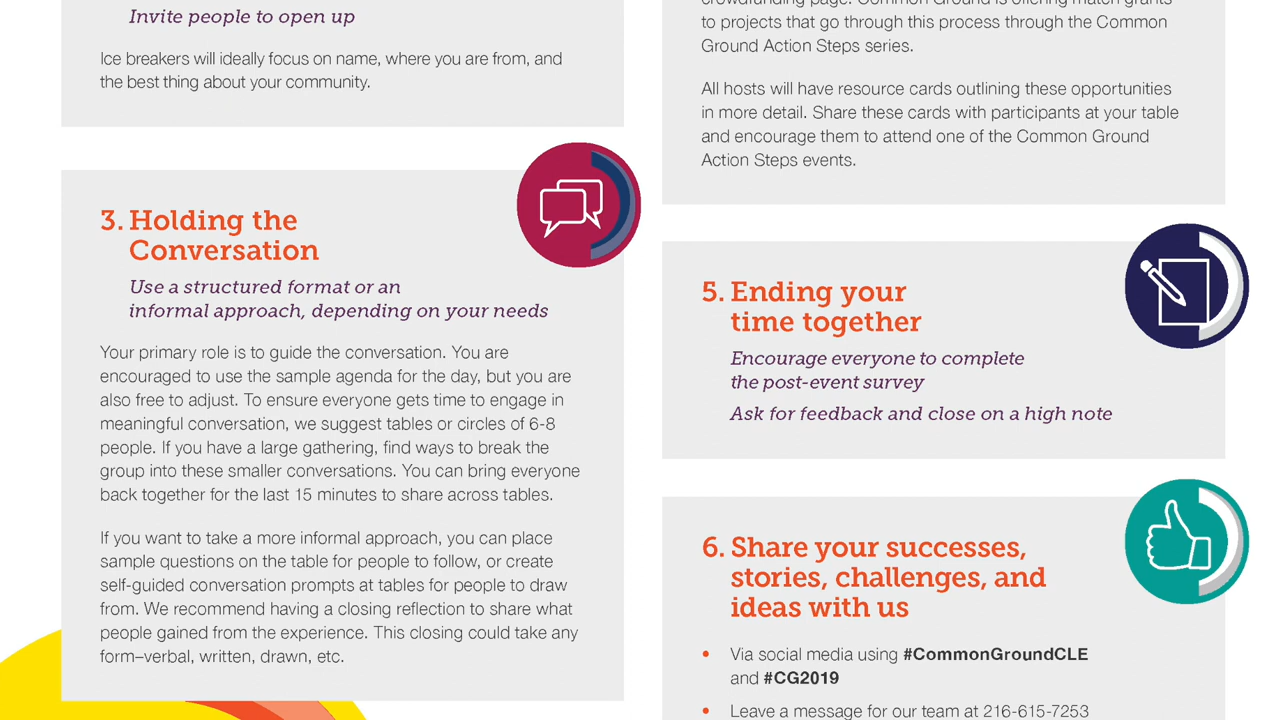 Invite people to open up
Ice breakers will ideally focus on name, where you are from, and
the best thing about your community.
3. Holding the
Conversation
Use a structured format or an
informal approach, depending on your needs
Your primary role is to guide the conversation. You are
encouraged to use the sample agenda for the day, but you are
also free to adjust. To ensure everyone gets time to engage in
meaningful conversation, we suggest tables or circles of 6-8
people. If you have a large gathering, find ways to break the
group into these smaller conversations. You can bring everyone
back together for the last 15 minutes to share across tables.
If you want to take a more informal approach, you can place
sample questions on the table for people to follow, or create
self-guided conversation prompts at tables for people to draw
from. We recommend having a closing reflection to share what
people gained from the experience. This closing could take any
form–verbal, written, drawn, etc.
crowdfunding page. Common Ground is offering match grants
to projects that go through this process through the Common
Ground Action Steps series.
All hosts will have resource cards outlining these opportunities
in more detail. Share these cards with participants at your table
and encourage them to attend one of the Common Ground
Action Steps events.
5. Ending your
time together
Encourage everyone to complete
the post-event survey
Ask for feedback and close on a high note
6. Share your successes,
stories, challenges, and
ideas with us
• Via social media using #CommonGroundCLE
and #CG2019
• Leave a message for our team at 216-615-7253